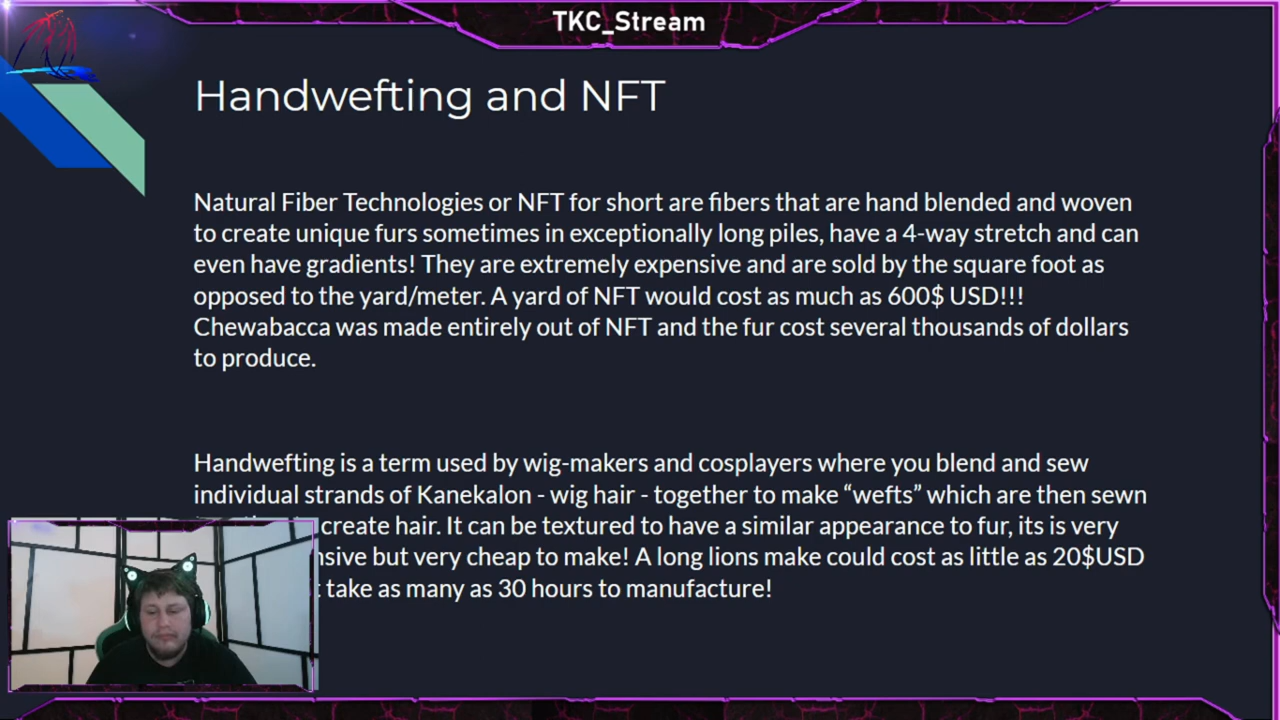 TKC_Stream
Handwefting and NFT
Natural Fiber Technologies or NFT for short are fibers that are hand blended and woven
to create unique furs sometimes in exceptionally long piles, have a 4-way stretch and can
even have gradients! They are extremely expensive and are sold by the square foot as
opposed to the yard/meter. A yard of NFT would cost as much as 600$ USD!!!
Chewabacca was made entirely out of NFT and the fur cost several thousands of dollars
to produce.
Handwefting is a term used by wig-makers and cosplayers where you blend and sew
individual strands of Kanekalon - wig hair - together to make “wefts” which are then sewn
create hair. It can be textured to have a similar appearance to fur, its is very
but very cheap to make! A long lions make could cost as little as 20$USD
take as many as 30 hours to manufacture!